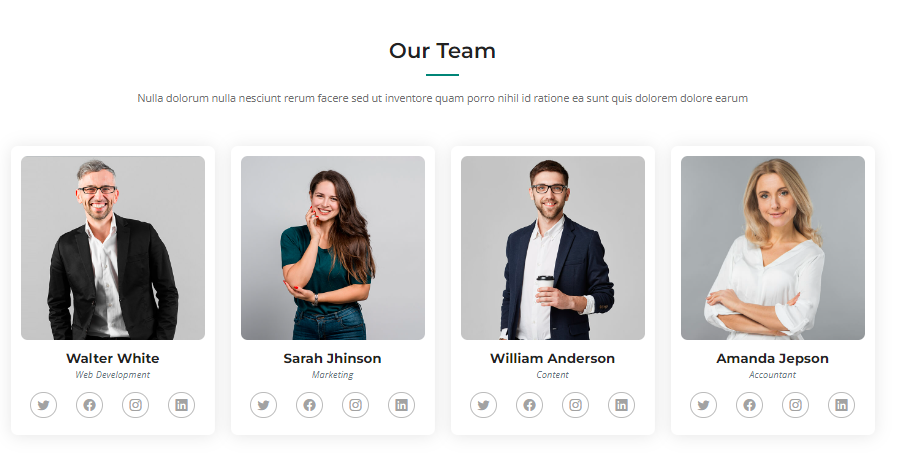 Our Team
Nulla dolorum nulla nesciunt rerum facere sed ut inventore quam porro nihil id ratione ea sunt quis dolorem dolore earum
Walter White
Web Development
Sarah Jhinson
Marketing
William Anderson
Content
Amanda Jepson
Accountant